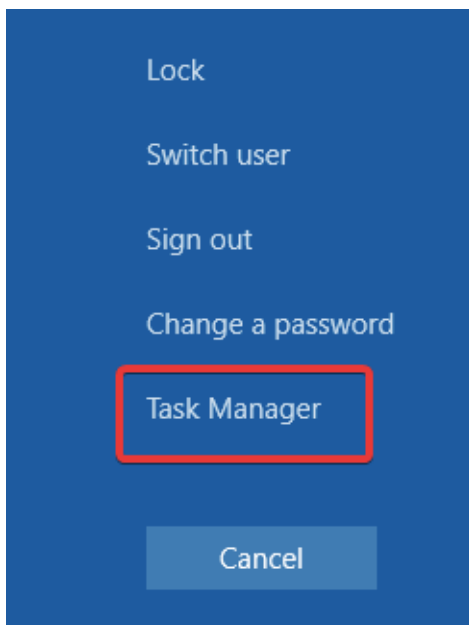 Lock
Switch user
Sign out
Change a password
Task Manager
Cancel